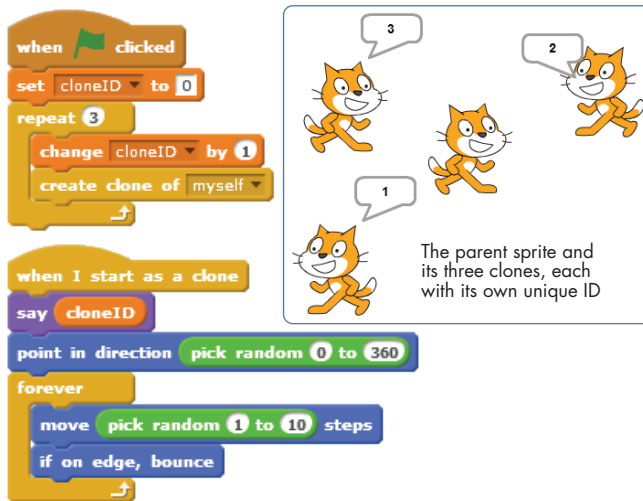 when clicked
set cloneID to 0
repeat 3
change cloneID by 1
create clone of myself
when I start as a clone
say cloneID
point in direction pick random 0 to 360
forever
move pick random 1 to 10 steps
if on edge, bounce
3
2
1
The parent sprite and
its three clones, each
with its own unique ID